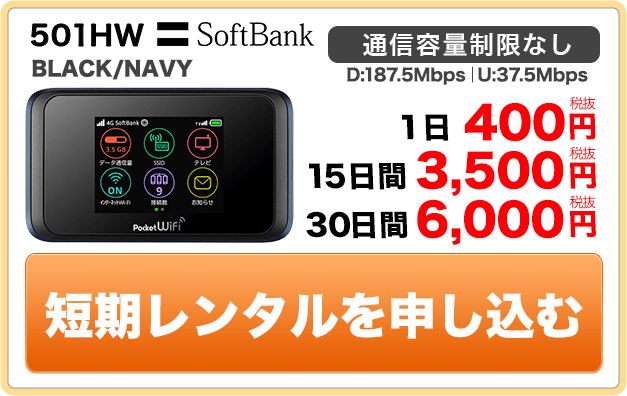 501HW SoftBank
BLACK/NAVY
通信容量制限なし
D:187.5Mbps|U:37.5Mbps
4G SoftBank
TV
3.5 GB
SSID
データ通信量
SSID
テレビ
ON
9
インターネットWi-Fi
接続数
お知らせ
Pocket WiFi
1日 400円 税抜
15日間 3,500円 税抜
30日間 6,000円 税抜
短期レンタルを申し込む